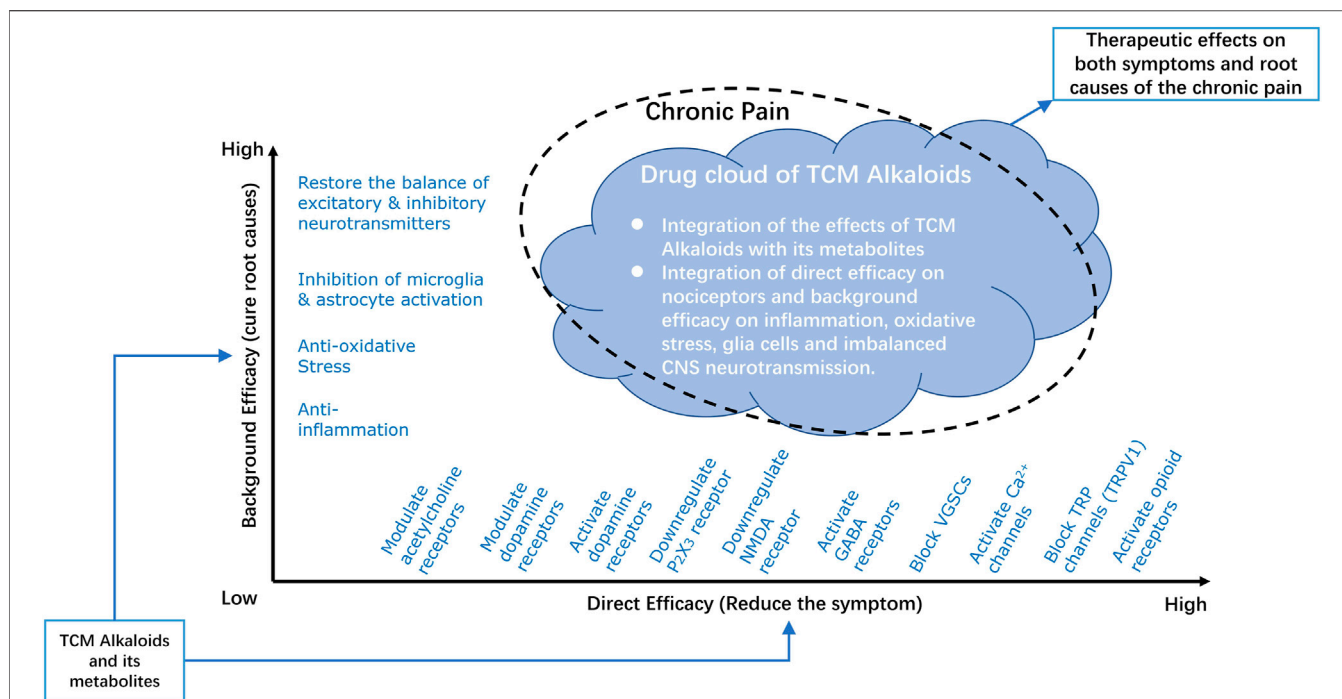 Therapeutic effects on
both symptoms and root
causes of the chronic pain
Chronic Pain
High
Background Efficacy (cure root causes)
Restore the balance of
excitatory & inhibitory
neurotransmitters
Inhibition of microglia
& astrocyte activation
Anti-oxidative
Stress
Anti-
inflammation
Drug cloud of TCM Alkaloids
● Integration of the effects of TCM
Alkaloids with its metabolites
● Integration of direct efficacy on
nociceptors and background
efficacy on inflammation, oxidative
stress, glia cells and imbalanced
CNS neurotransmission.
Modulate
acetylcholine
receptors
Modulate
dopamine
receptors
Activate
dopamine
receptors
Downregulate
P2X3 receptor
Downregulate
NMDA
receptor
Activate
GABA
receptors
Block VGSCs
Activate Ca²⁺
channels
Block TRP
channels (TRPV1)
Activate opioid
receptors
Low
Direct Efficacy (Reduce the symptom)
High
TCM Alkaloids
and its
metabolites